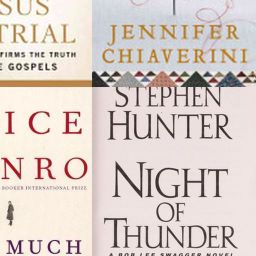 SUS
TRIAL
FIRMS THE TRUTH
E GOSPELS
JENNIFER
CHIAVERINI
ICE
NRO
BOOKER INTERNATIONAL PRIZE
MUCH
STEPHEN
HUNTER
NIGHT
OF
THUNDER
A BOB LEE SWAGGER NOVEL